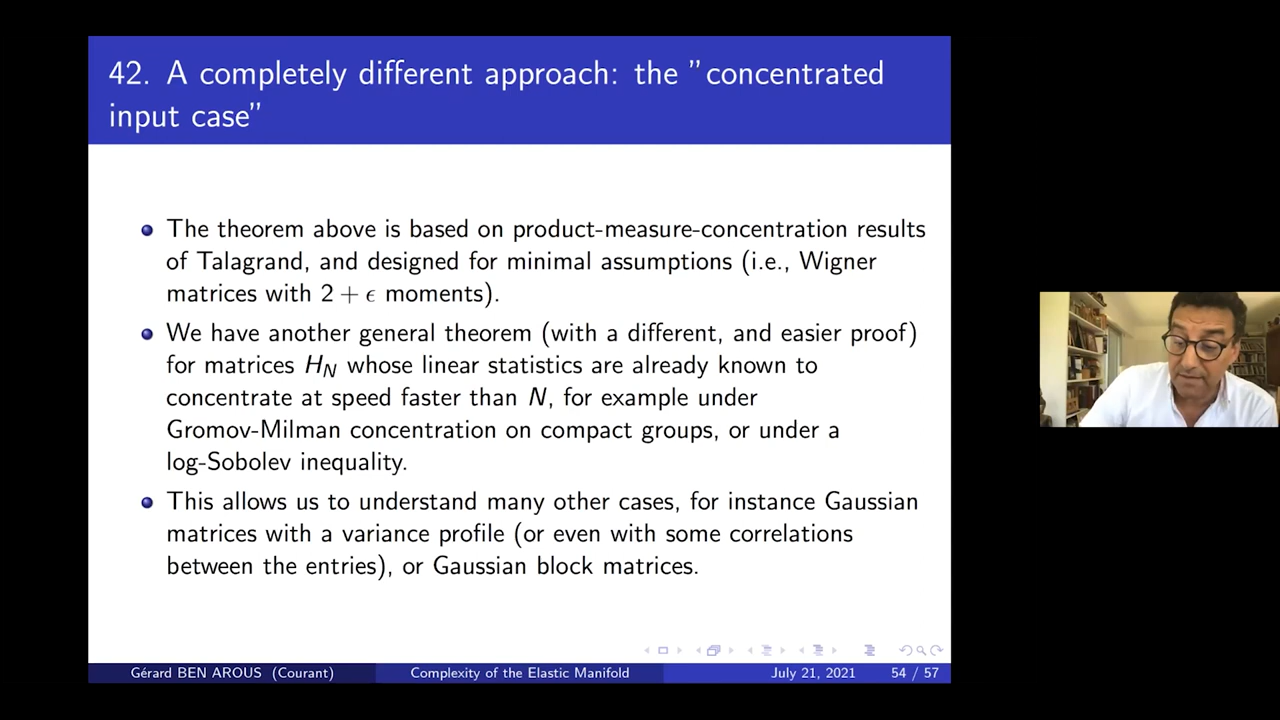 42. A completely different approach: the "concentrated
input case"
The theorem above is based on product-measure-concentration results
of Talagrand, and designed for minimal assumptions (i.e., Wigner
matrices with 2 + ϵ moments).
We have another general theorem (with a different, and easier proof)
for matrices H_N whose linear statistics are already known to
concentrate at speed faster than N, for example under
Gromov-Milman concentration on compact groups, or under a
log-Sobolev inequality.
This allows us to understand many other cases, for instance Gaussian
matrices with a variance profile (or even with some correlations
between the entries), or Gaussian block matrices.
Gérard BEN AROUS (Courant) Complexity of the Elastic Manifold July 21, 2021 54 / 57